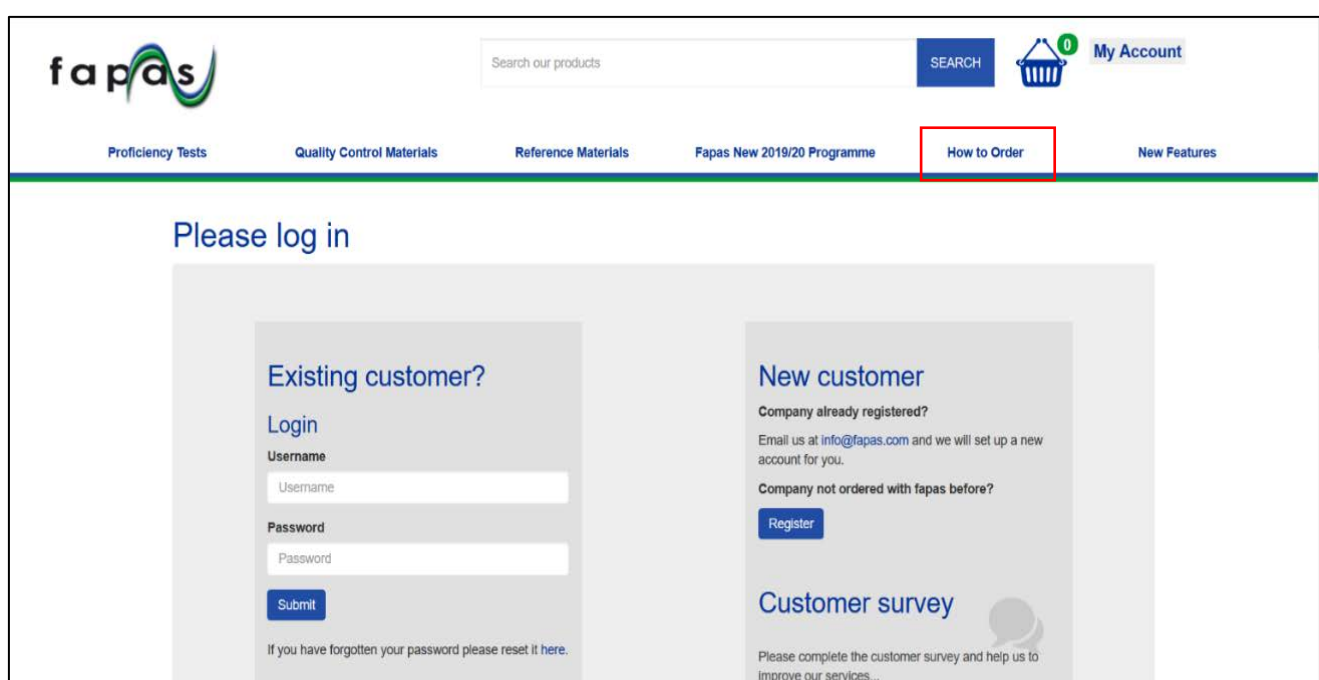 fapas
Search our products
SEARCH
0
My Account
Proficiency Tests
Quality Control Materials
Reference Materials
Fapas New 2019/20 Programme
How to Order
New Features
Please log in
Existing customer?
Login
Username
Username
Password
Password
Submit
If you have forgotten your password please reset it here.
New customer
Company already registered?
Email us at info@fapas.com and we will set up a new
account for you.
Company not ordered with fapas before?
Register
Customer survey
Please complete the customer survey and help us to
improve our services...